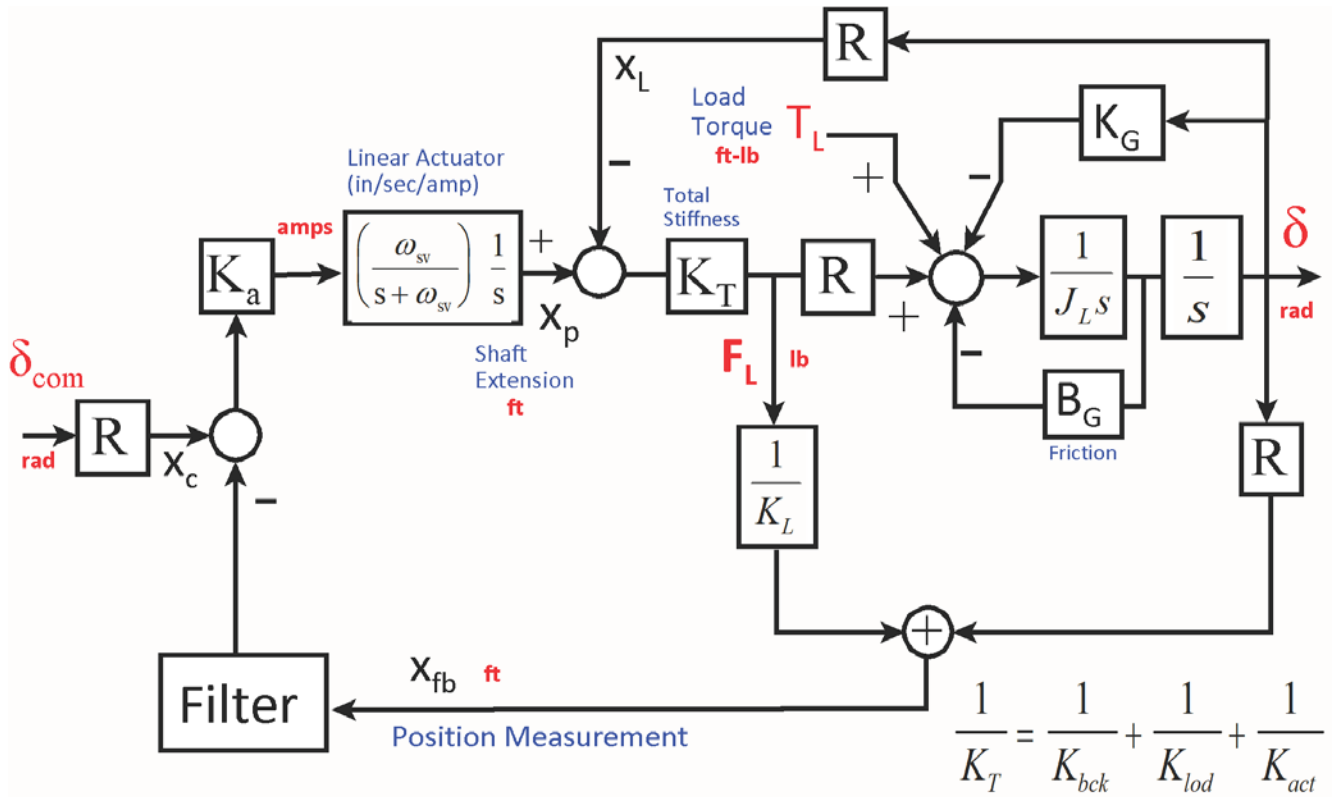 R
X_L
Load
Torque T_L
ft-lb
K_G
−
−
+
Linear Actuator
(in/sec/amp)
Total
Stiffness
amps
K_a
(ω_sv / (s + ω_sv)) 1/s
+
X_p
K_T
R
+
1 / (J_L s)
1/s
δ
rad
Shaft
Extension
ft
F_L lb
−
B_G
Friction
δ_com
rad
R
X_c
−
1 / K_L
R
+
Filter
X_fb ft
Position Measurement
1/K_T = 1/K_bck + 1/K_lod + 1/K_act